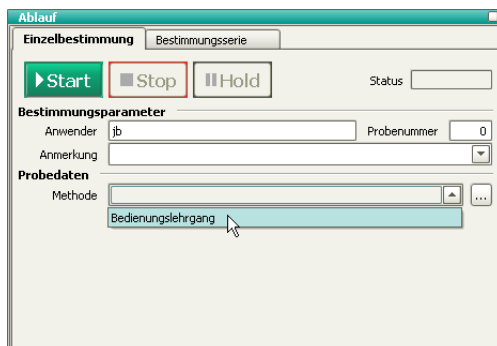 Ablauf
Einzelbestimmung Bestimmungsserie
Start Stop Hold Status
Bestimmungsparameter
Anwender jb Probenummer 0
Anmerkung
Probedaten
Methode ...
Bedienungslehrgang